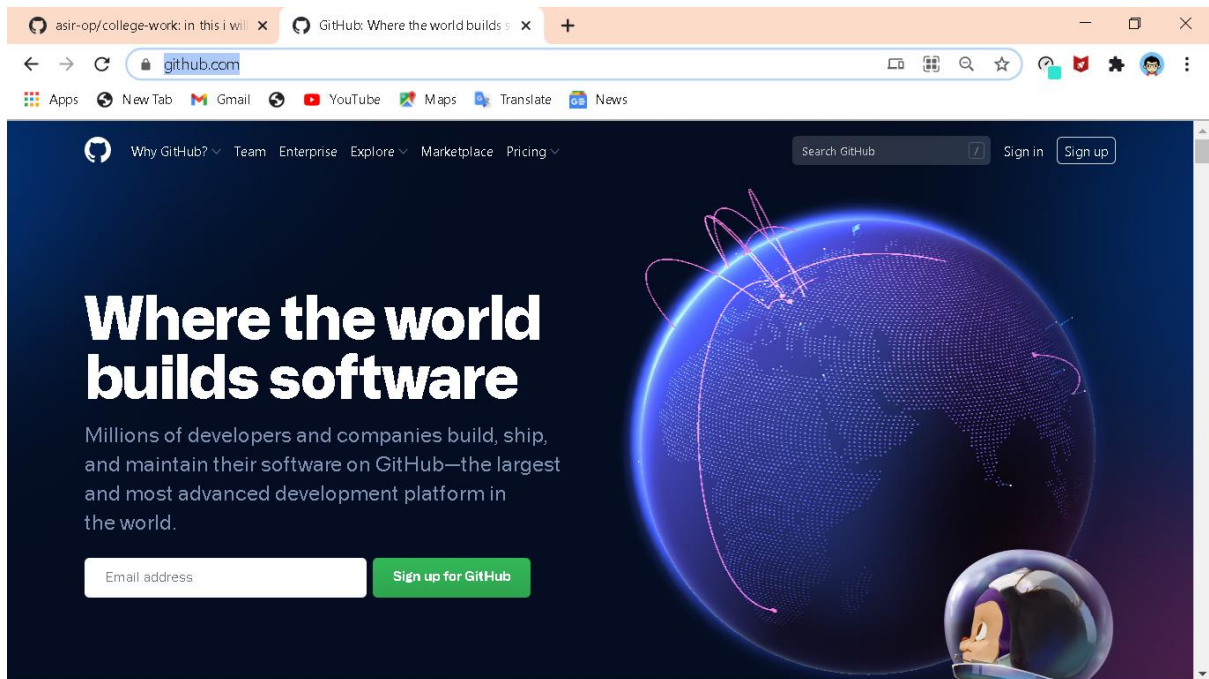 asir-op/college-work: in this i wil
GitHub: Where the world builds s
github.com
Apps New Tab Gmail YouTube Maps Translate GE News
Why GitHub? Team Enterprise Explore Marketplace Pricing Search GitHub / Sign in Sign up
Where the world
builds software
Millions of developers and companies build, ship,
and maintain their software on GitHub—the largest
and most advanced development platform in
the world.
Email address Sign up for GitHub